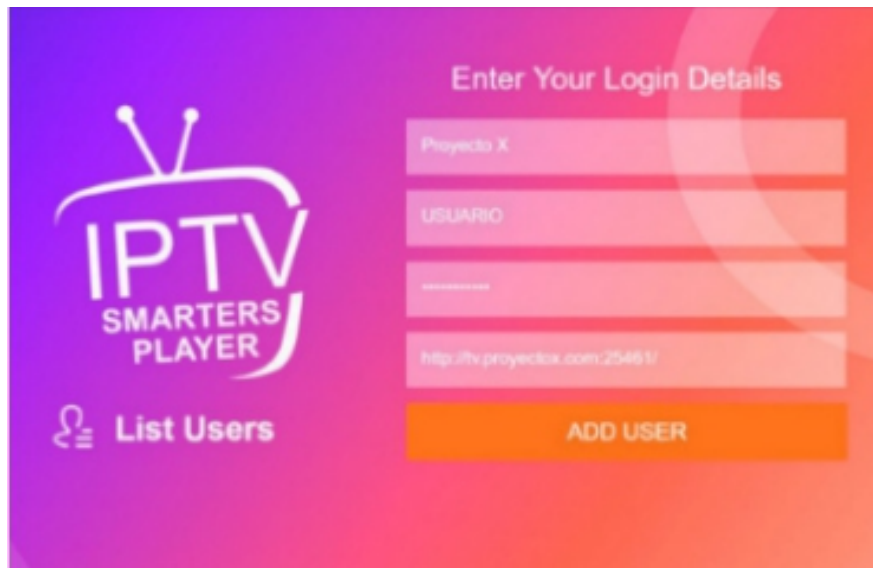 IPTV
SMARTERS
PLAYER
List Users
Enter Your Login Details
Proyecto X
USUARIO
•••••••••••
http://tv.proyectox.com:25461/
ADD USER